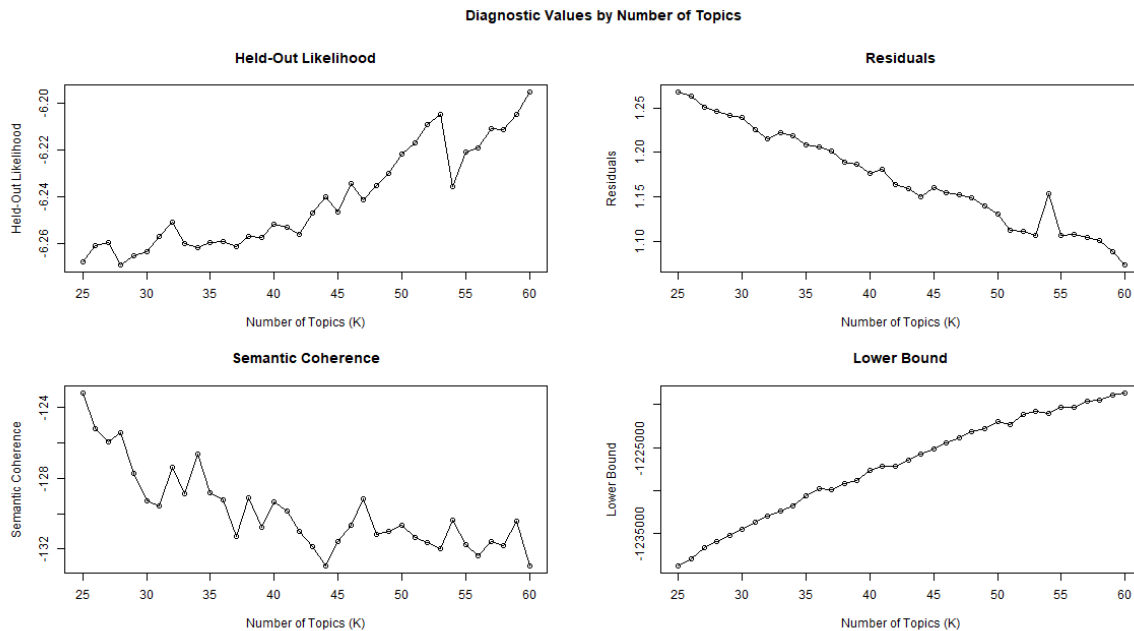 Diagnostic Values by Number of Topics
Held-Out Likelihood
Held-Out Likelihood
-6.20
-6.22
-6.24
-6.26
25 30 35 40 45 50 55 60
Number of Topics (K)
Residuals
Residuals
1.25
1.20
1.15
1.10
25 30 35 40 45 50 55 60
Number of Topics (K)
Semantic Coherence
Semantic Coherence
-124
-128
-132
25 30 35 40 45 50 55 60
Number of Topics (K)
Lower Bound
Lower Bound
-1225000
-1235000
25 30 35 40 45 50 55 60
Number of Topics (K)